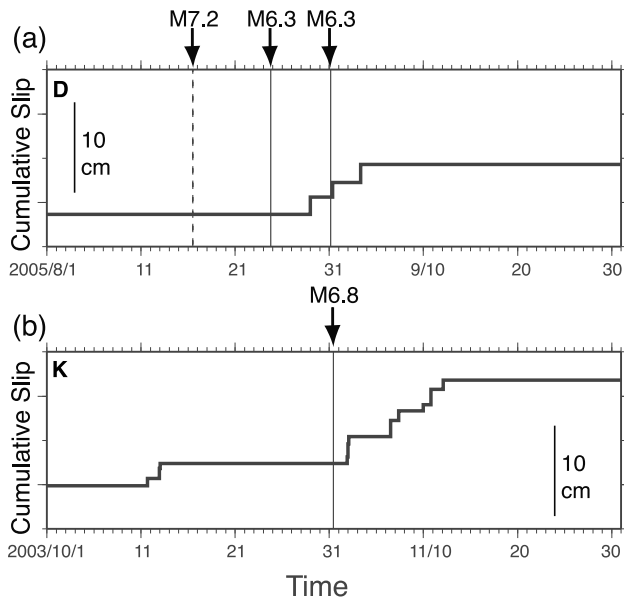 (a)
M7.2 M6.3 M6.3
D
10
cm
Cumulative Slip
2005/8/1 11 21 31 9/10 20 30
(b)
M6.8
K
10
cm
Cumulative Slip
2003/10/1 11 21 31 11/10 20 30
Time